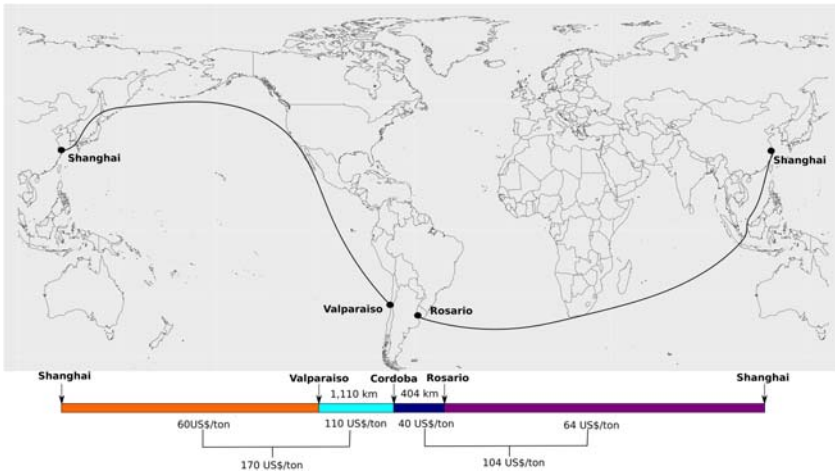 Shanghai
Shanghai
Valparaiso
Rosario
Shanghai
Valparaiso
Cordoba
Rosario
Shanghai
1,110 km
404 km
60US$/ton
110 US$/ton
40 US$/ton
64 US$/ton
170 US$/ton
104 US$/ton